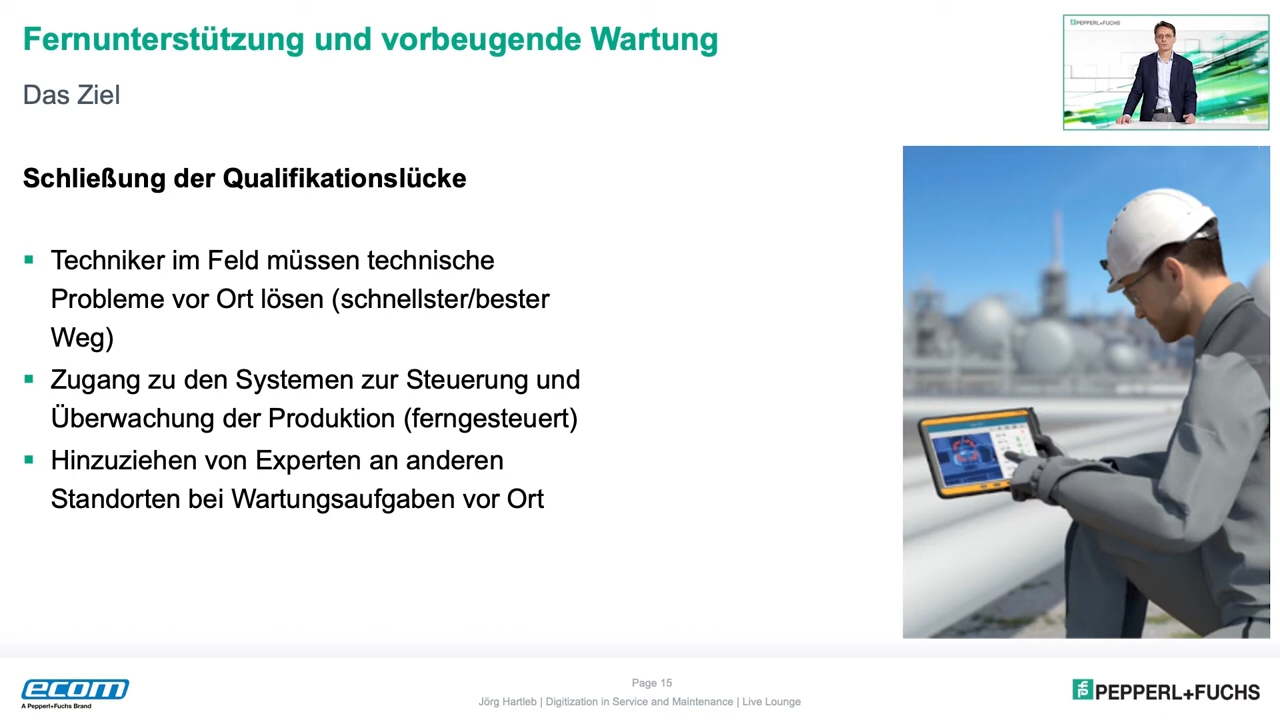 Fernunterstützung und vorbeugende Wartung
Das Ziel
PEPPERL+FUCHS
Schließung der Qualifikationslücke
Techniker im Feld müssen technische
Probleme vor Ort lösen (schnellster/bester
Weg)
Zugang zu den Systemen zur Steuerung und
Überwachung der Produktion (ferngesteuert)
Hinzuziehen von Experten an anderen
Standorten bei Wartungsaufgaben vor Ort
ecom
A Pepperl+Fuchs Brand
Page 15
Jörg Hartleb | Digitization in Service and Maintenance | Live Lounge
PEPPERL+FUCHS